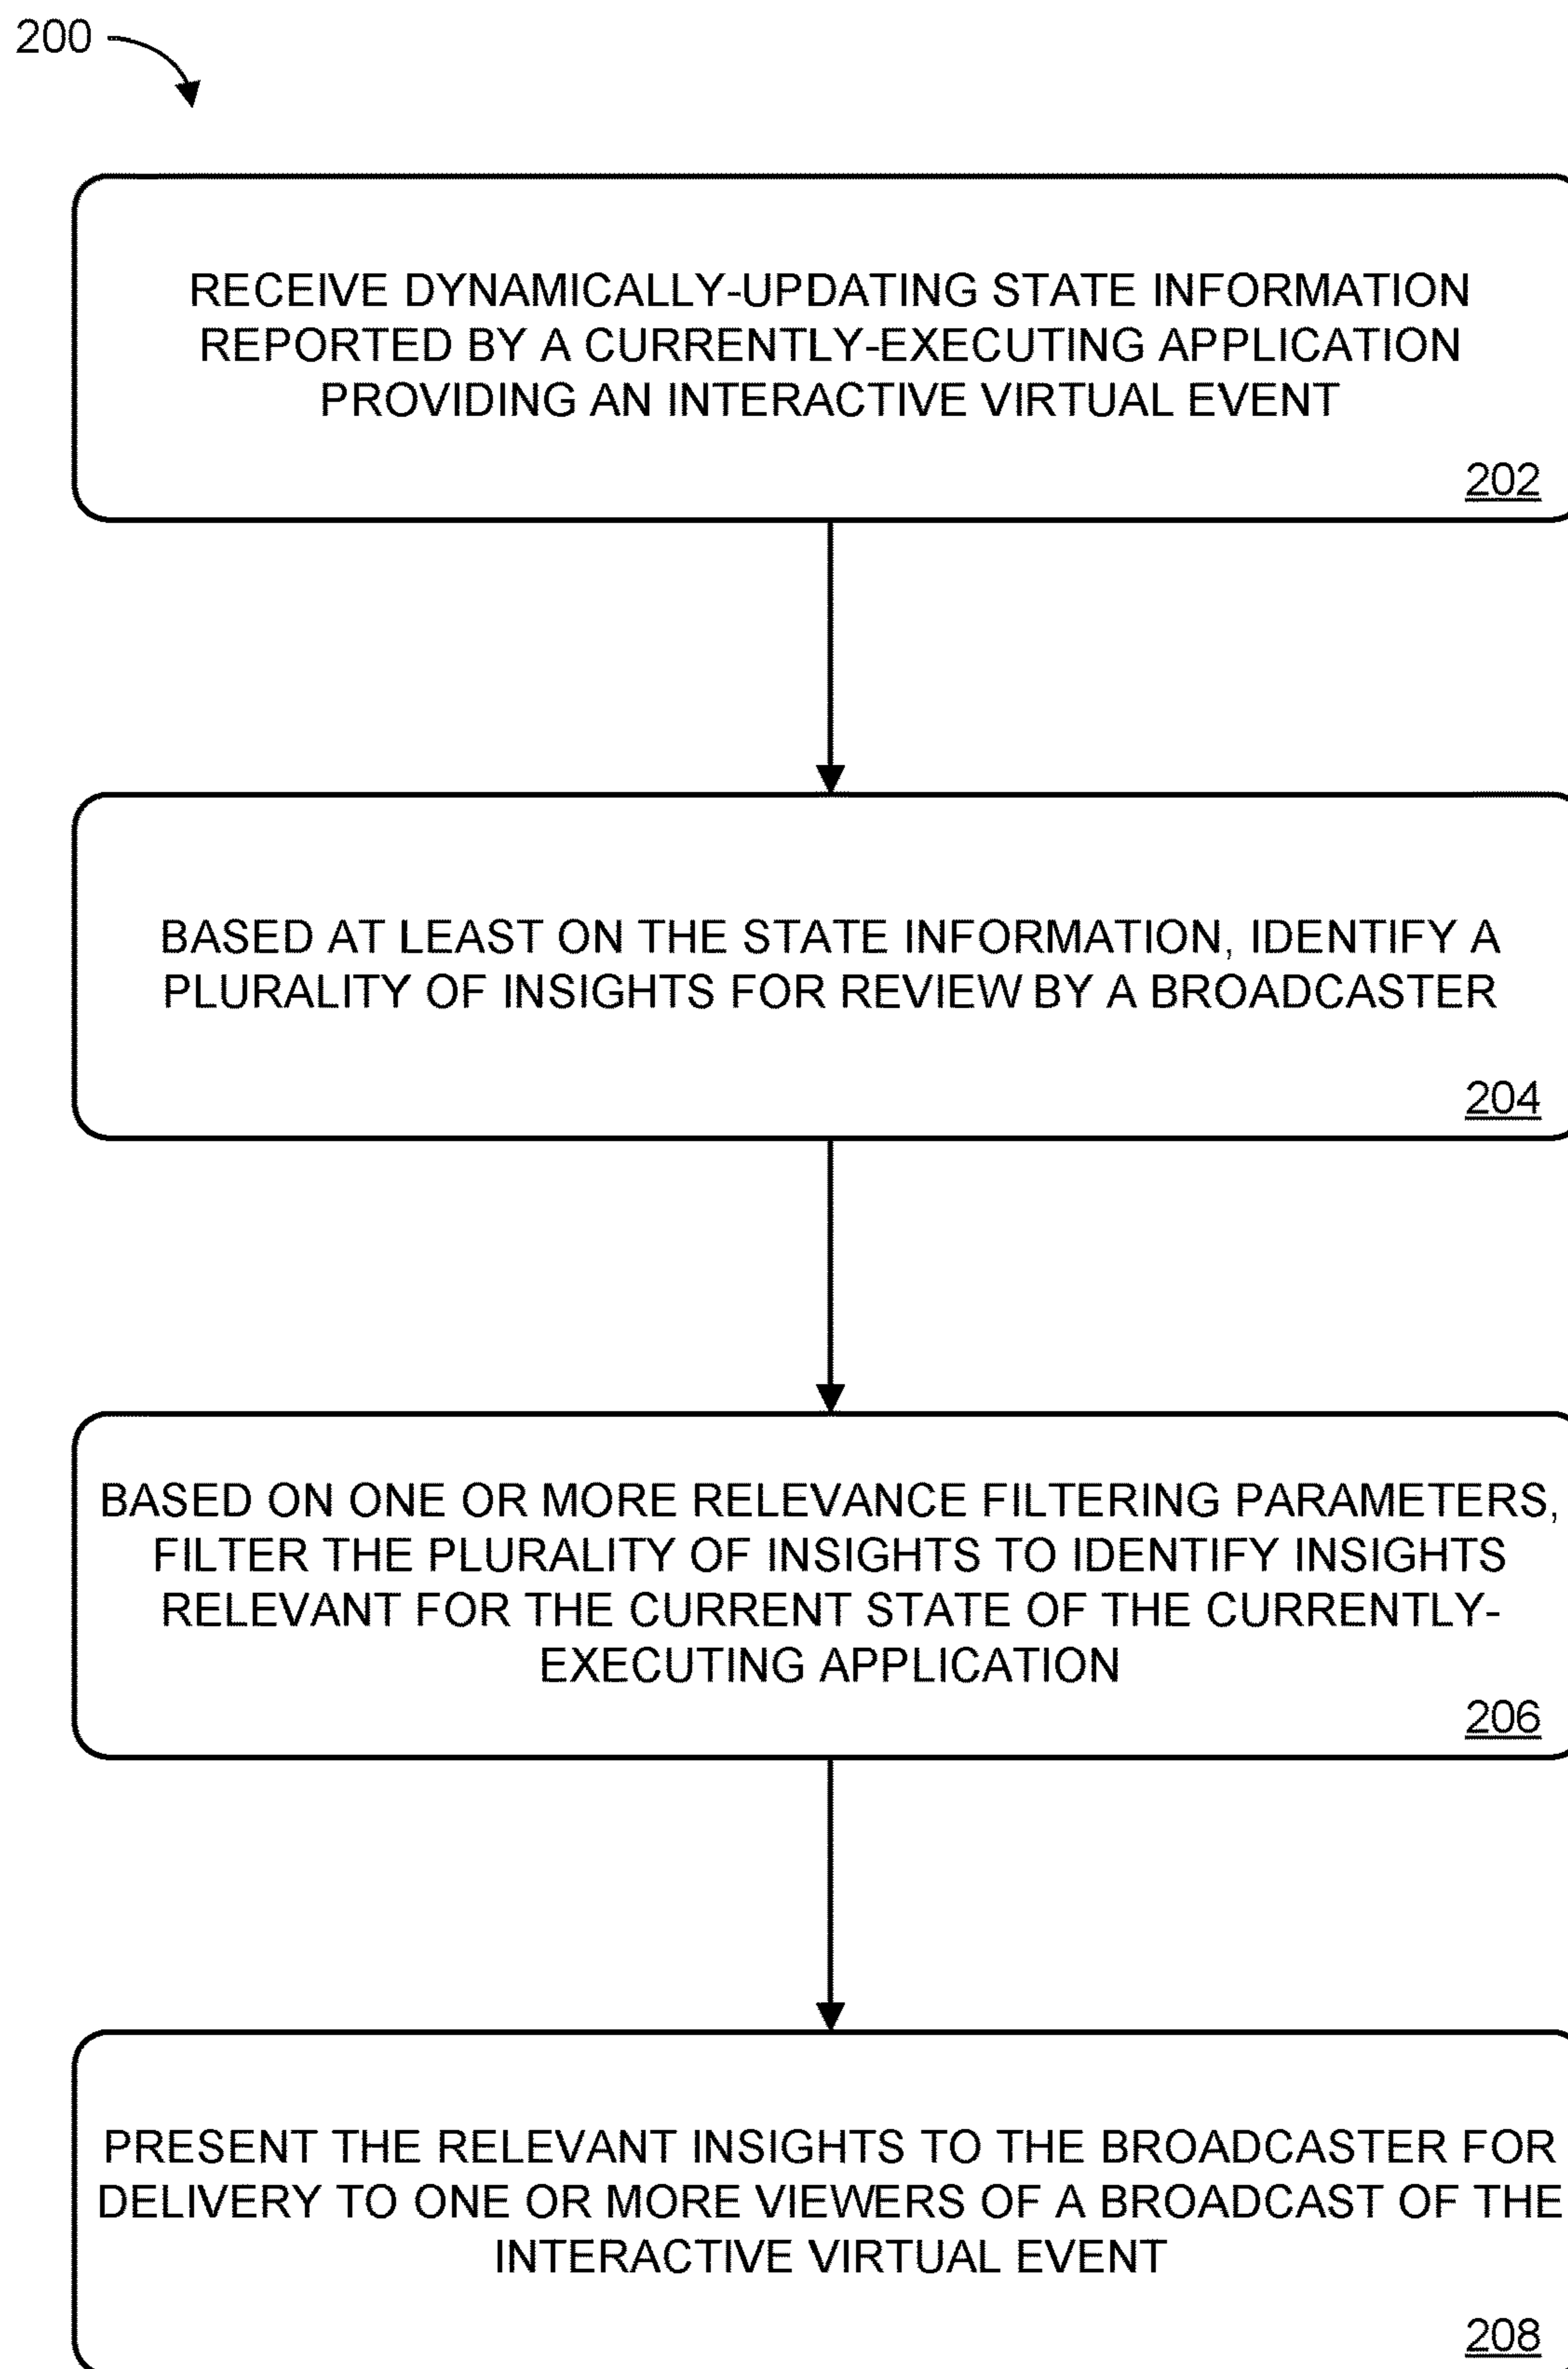 200
RECEIVE DYNAMICALLY-UPDATING STATE INFORMATION
REPORTED BY A CURRENTLY-EXECUTING APPLICATION
PROVIDING AN INTERACTIVE VIRTUAL EVENT
202
BASED AT LEAST ON THE STATE INFORMATION, IDENTIFY A
PLURALITY OF INSIGHTS FOR REVIEW BY A BROADCASTER
204
BASED ON ONE OR MORE RELEVANCE FILTERING PARAMETERS,
FILTER THE PLURALITY OF INSIGHTS TO IDENTIFY INSIGHTS
RELEVANT FOR THE CURRENT STATE OF THE CURRENTLY-
EXECUTING APPLICATION
206
PRESENT THE RELEVANT INSIGHTS TO THE BROADCASTER FOR
DELIVERY TO ONE OR MORE VIEWERS OF A BROADCAST OF THE
INTERACTIVE VIRTUAL EVENT
208